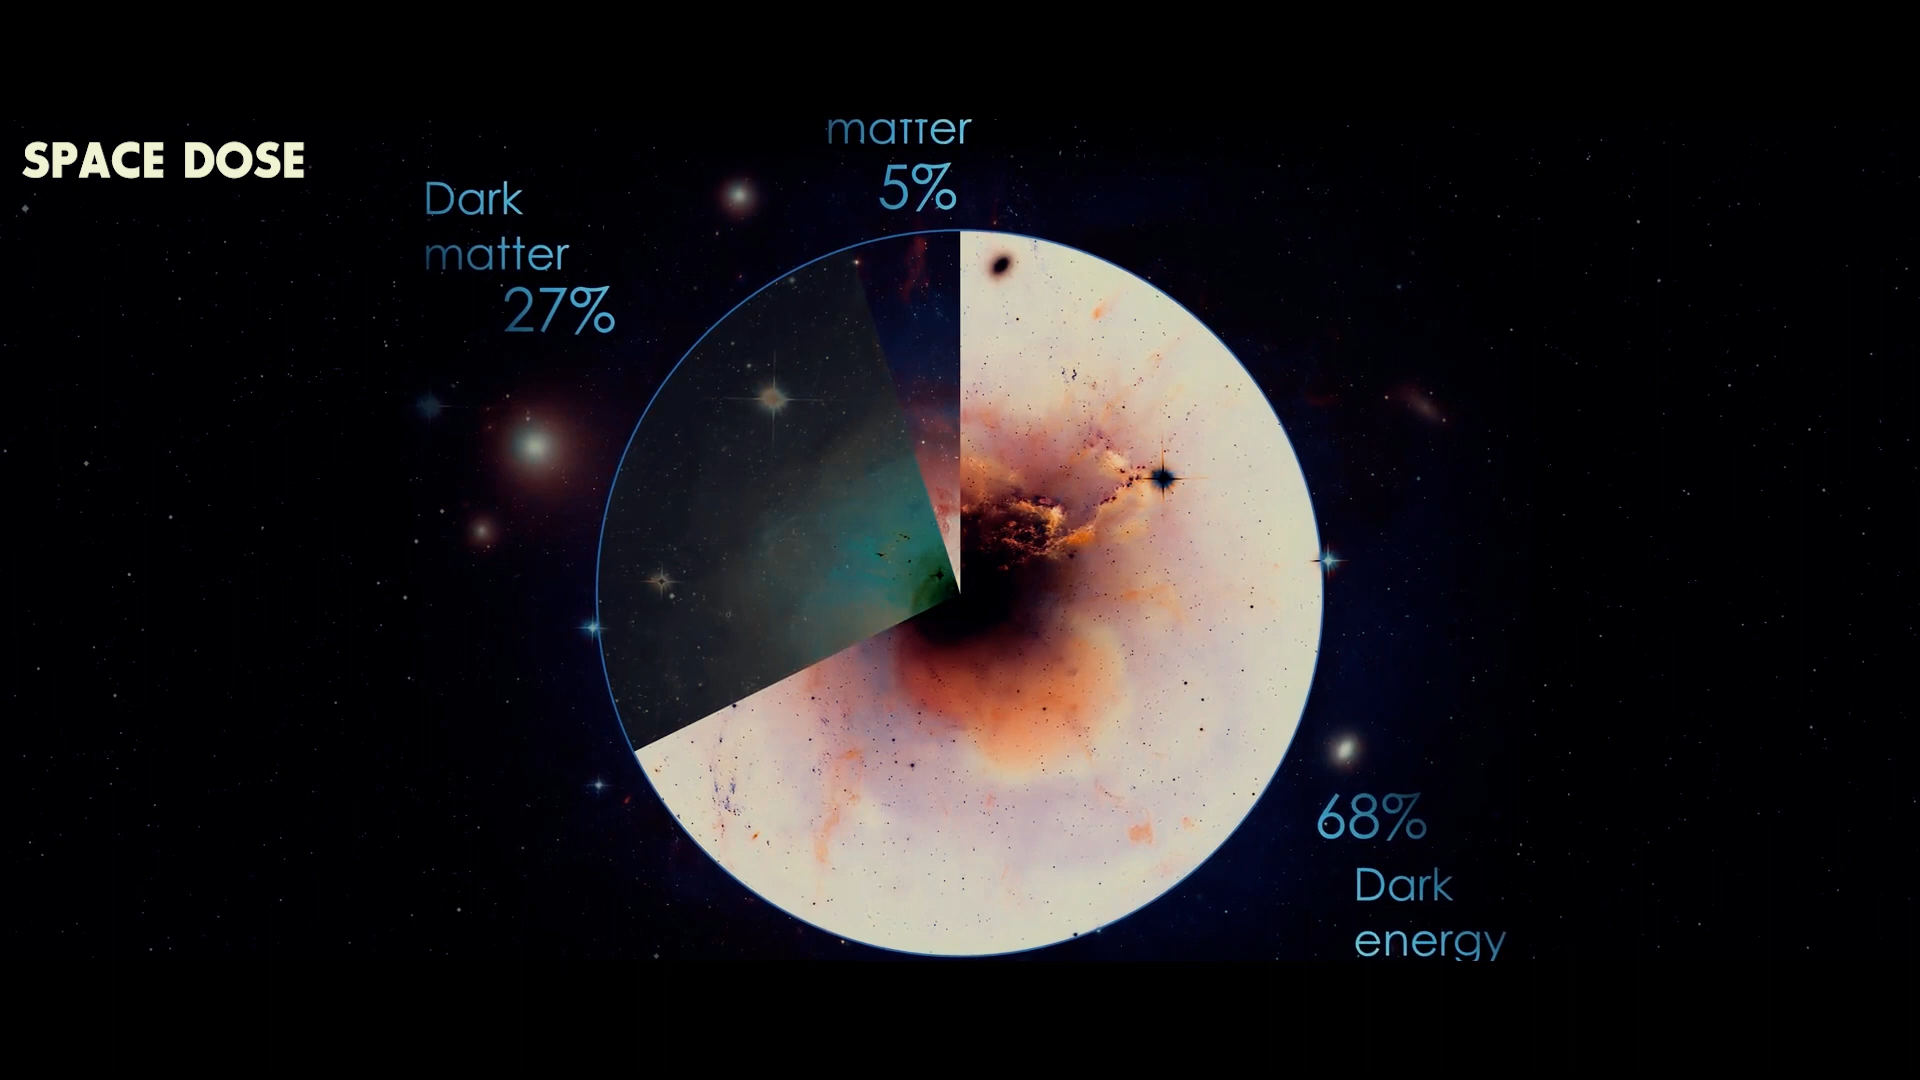 SPACE DOSE
matter
5%
Dark
matter
27%
68%
Dark
energy